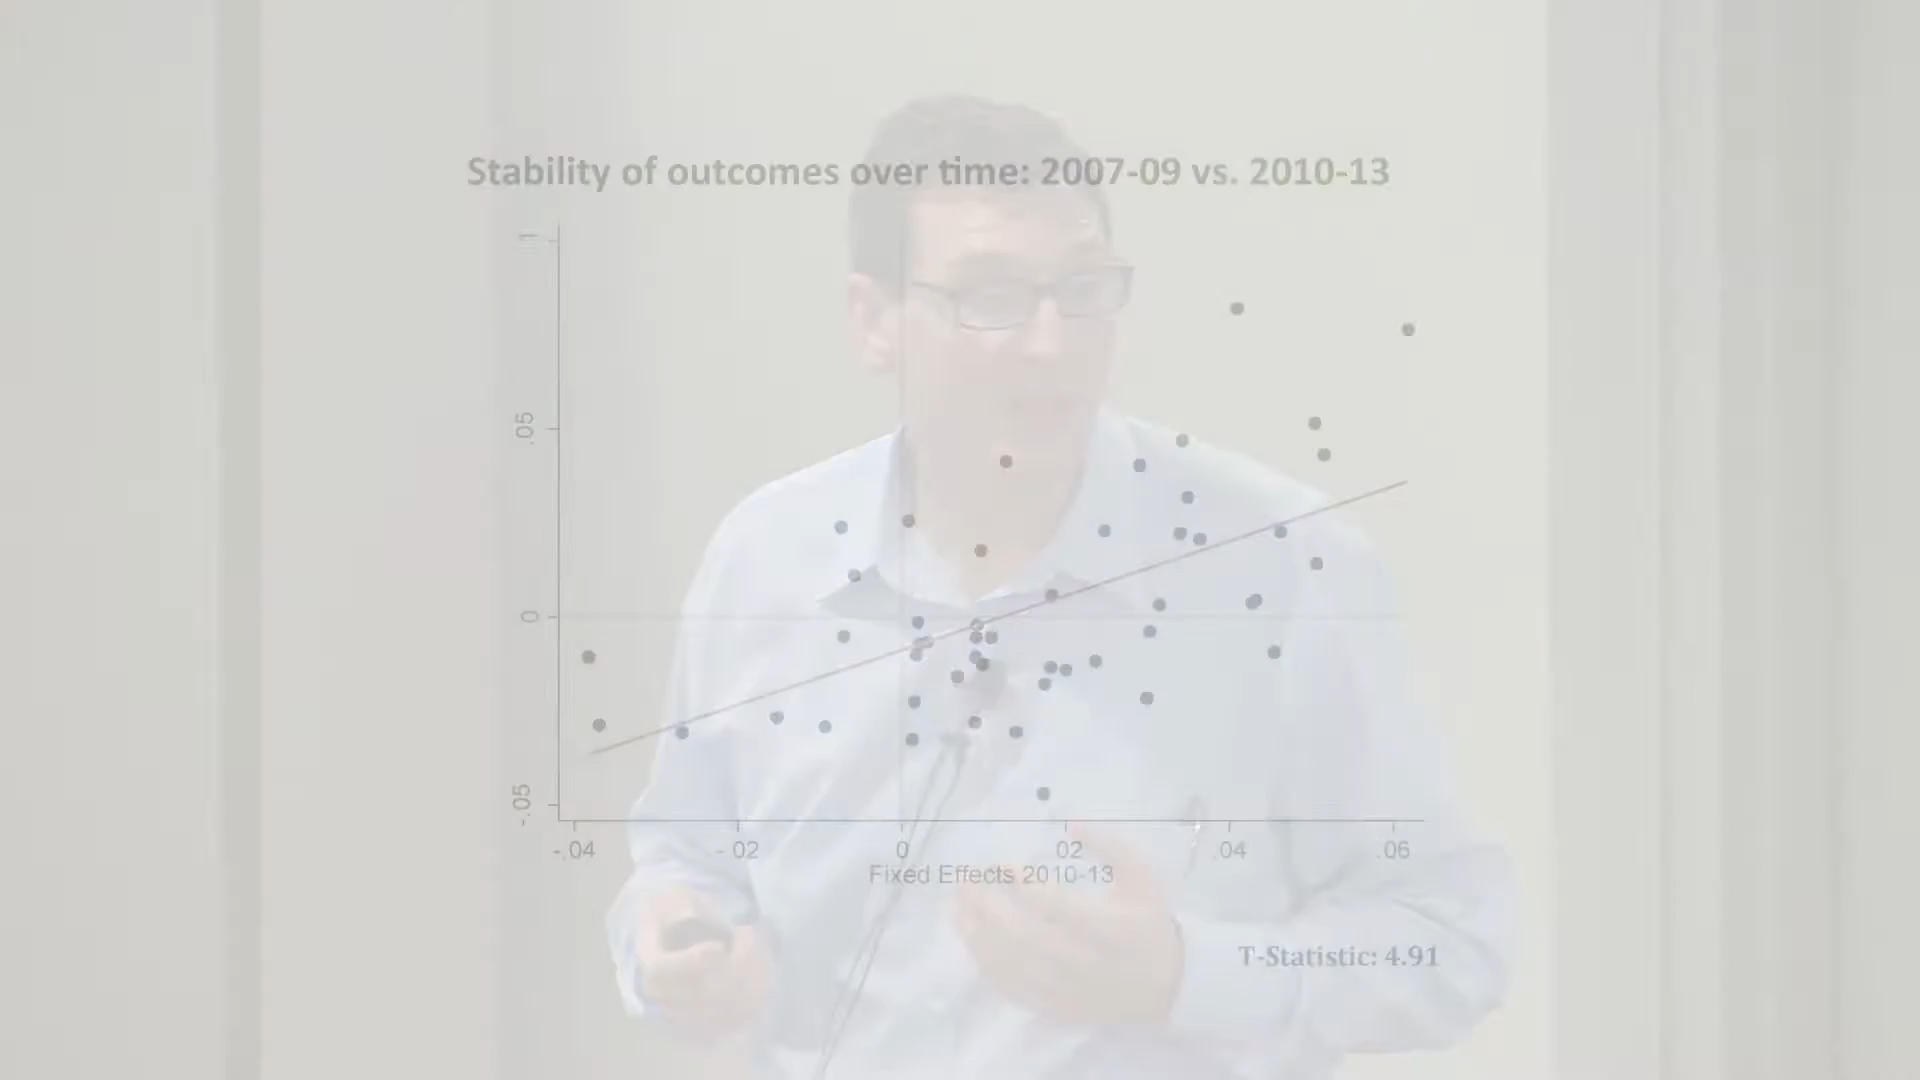 Stability of outcomes over time: 2007-09 vs. 2010-13
.1
.05
0
-.05
-.04 -.02 0 .02 .04 .06
Fixed Effects 2010-13
T-Statistic: 4.91